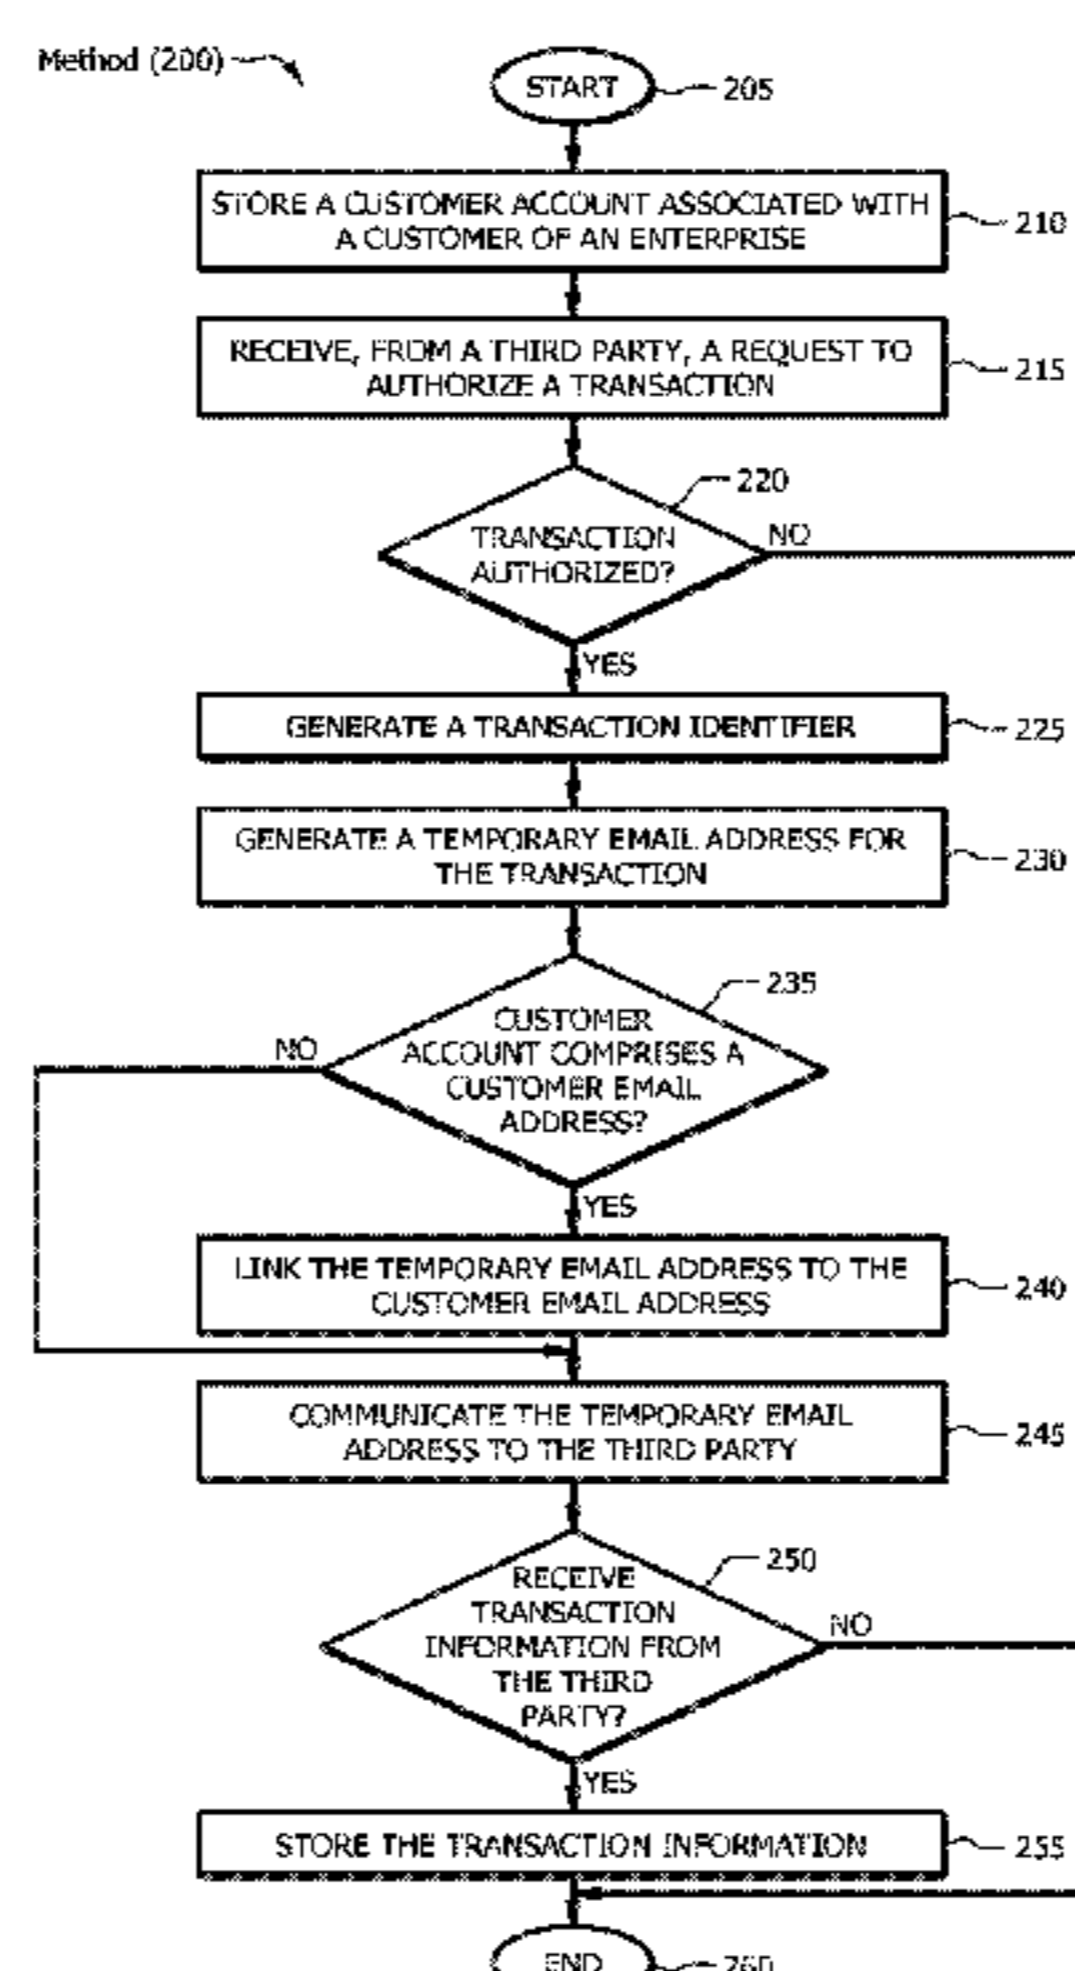 Method (200)
START
205
STORE A CUSTOMER ACCOUNT ASSOCIATED WITH
A CUSTOMER OF AN ENTERPRISE
210
RECEIVE, FROM A THIRD PARTY, A REQUEST TO
AUTHORIZE A TRANSACTION
215
220
TRANSACTION
AUTHORIZED?
NO
YES
GENERATE A TRANSACTION IDENTIFIER
225
GENERATE A TEMPORARY EMAIL ADDRESS FOR
THE TRANSACTION
230
235
CUSTOMER
ACCOUNT COMPRISES A
CUSTOMER EMAIL
ADDRESS?
NO
YES
LINK THE TEMPORARY EMAIL ADDRESS TO THE
CUSTOMER EMAIL ADDRESS
240
COMMUNICATE THE TEMPORARY EMAIL
ADDRESS TO THE THIRD PARTY
245
250
RECEIVE
TRANSACTION
INFORMATION FROM
THE THIRD
PARTY?
NO
YES
STORE THE TRANSACTION INFORMATION
255
END
260